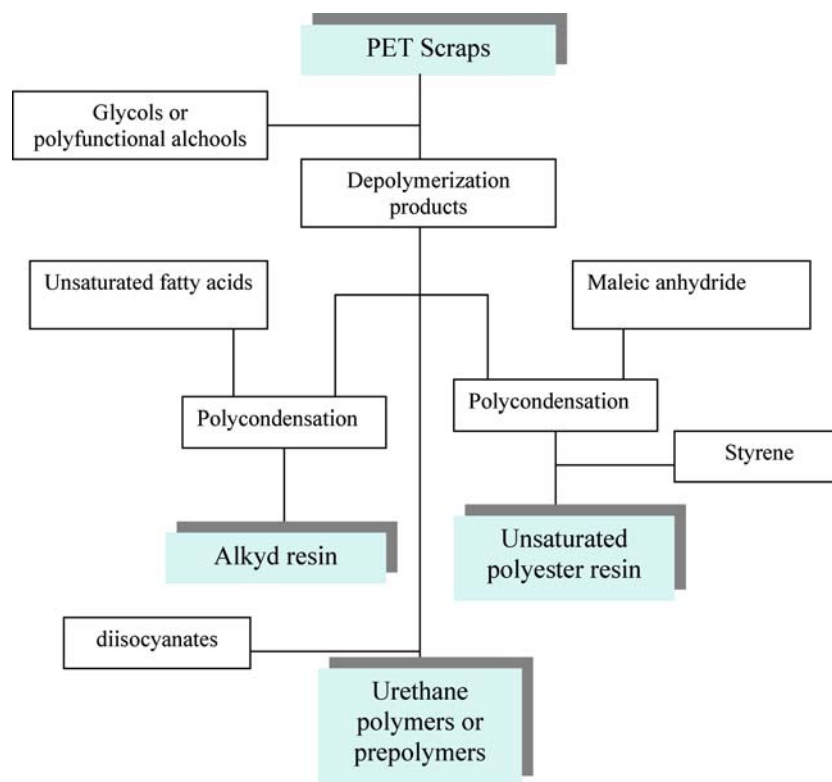 PET Scraps
Glycols or
polyfunctional alchools
Depolymerization
products
Unsaturated fatty acids
Maleic anhydride
Polycondensation
Polycondensation
Styrene
Alkyd resin
Unsaturated
polyester resin
diisocyanates
Urethane
polymers or
prepolymers